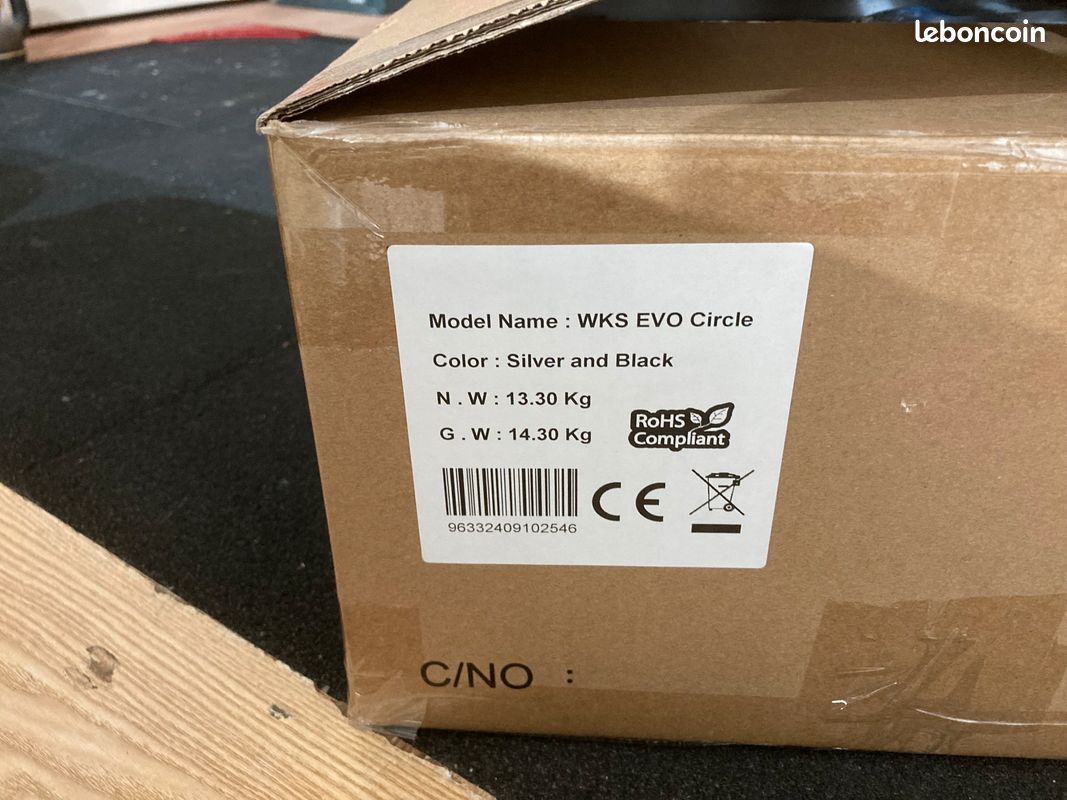 leboncoin
Model Name : WKS EVO Circle
Color : Silver and Black
N . W : 13.30 Kg
G . W : 14.30 Kg
RoHS
Compliant
CE
96332409102546
C/NO :